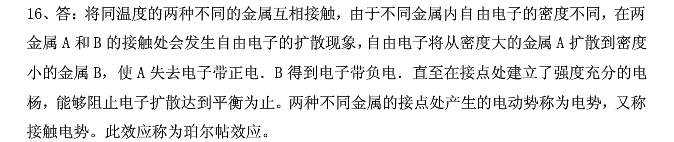 16、答：将同温度的两种不同的金属互相接触，由于不同金属内自由电子的密度不同，在两
金属 A 和 B 的接触处会发生自由电子的扩散现象，自由电子将从密度大的金属 A 扩散到密度
小的金属 B，使 A 失去电子带正电．B 得到电子带负电．直至在接点处建立了强度充分的电
杨，能够阻止电子扩散达到平衡为止。两种不同金属的接点处产生的电动势称为电势，又称
接触电势。此效应称为珀尔帖效应。